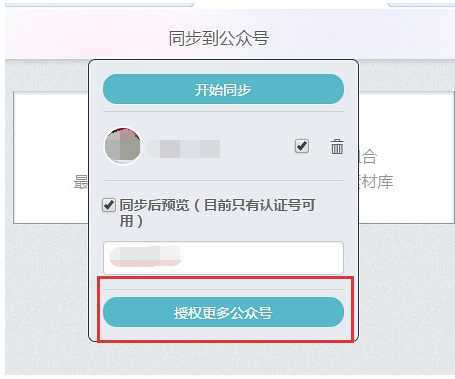 同步到公众号
开始同步
合
最
材库
同步后预览（目前只有认证号可
用）
授权更多公众号